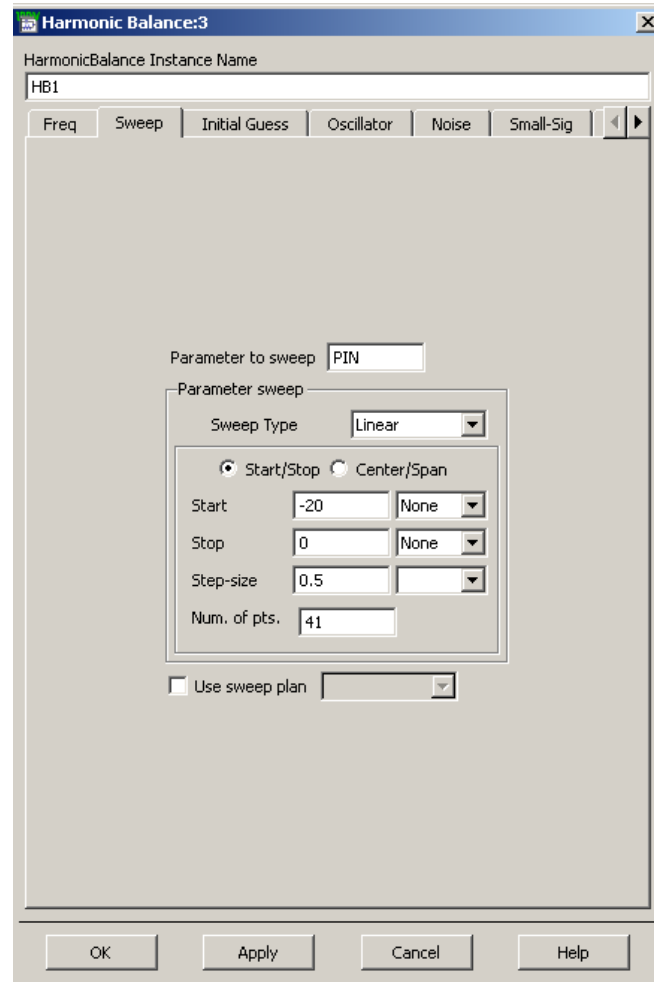 Harmonic Balance:3
HarmonicBalance Instance Name
HB1
Freq Sweep Initial Guess Oscillator Noise Small-Sig
Parameter to sweep PIN
Parameter sweep
Sweep Type Linear
Start/Stop Center/Span
Start -20 None
Stop 0 None
Step-size 0.5
Num. of pts. 41
Use sweep plan
OK Apply Cancel Help